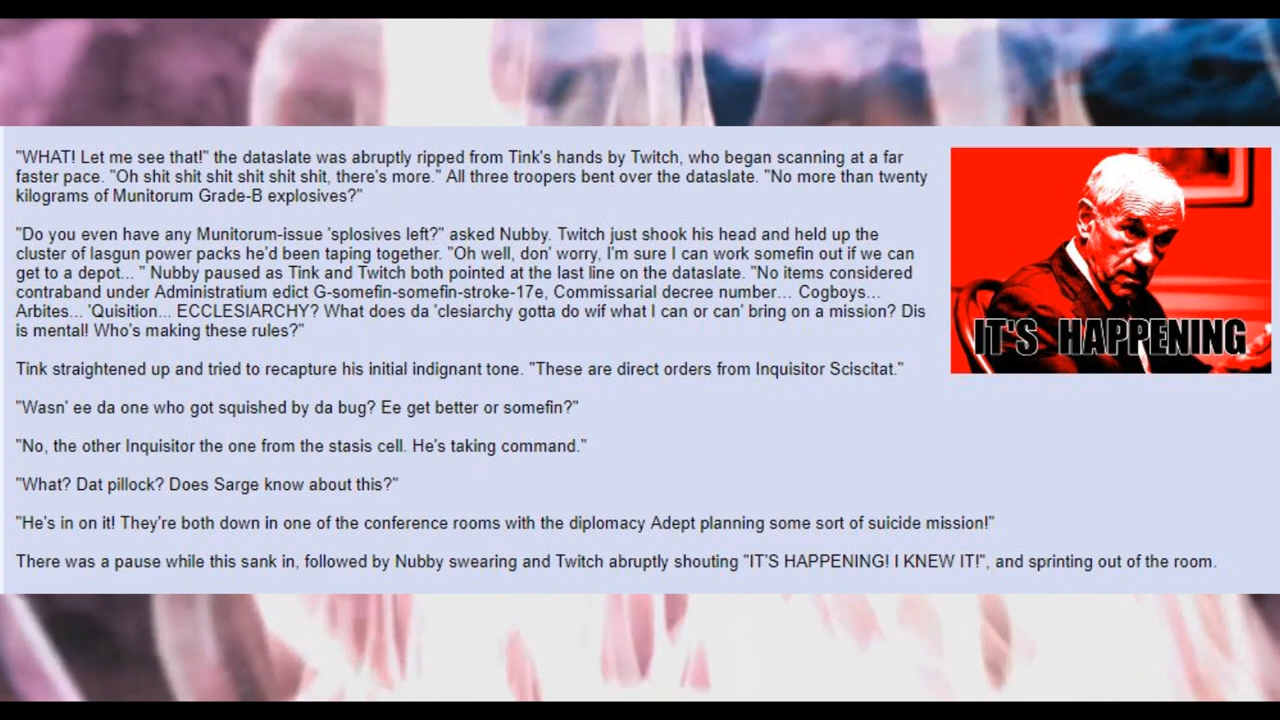 "WHAT! Let me see that!" the dataslate was abruptly ripped from Tink's hands by Twitch, who began scanning at a far
faster pace. "Oh shit shit shit shit shit shit, there's more." All three troopers bent over the dataslate. "No more than twenty
kilograms of Munitorum Grade-B explosives?"
"Do you even have any Munitorum-issue 'splosives left?" asked Nubby. Twitch just shook his head and held up the
cluster of lasgun power packs he'd been taping together. "Oh well, don' worry, I'm sure I can work somefin out if we can
get to a depot... " Nubby paused as Tink and Twitch both pointed at the last line on the dataslate. "No items considered
contraband under Administratium edict G-somefin-somefin-stroke-17e, Commissarial decree number... Cogboys...
Arbites... 'Quisition... ECCLESIARCHY? What does da 'clesiarchy gotta do wif what I can or can' bring on a mission? Dis
is mental! Who's making these rules?"
Tink straightened up and tried to recapture his initial indignant tone. "These are direct orders from Inquisitor Sciscitat."
"Wasn' ee da one who got squished by da bug? Ee get better or somefin?"
"No, the other Inquisitor the one from the stasis cell. He's taking command."
"What? Dat pillock? Does Sarge know about this?"
"He's in on it! They're both down in one of the conference rooms with the diplomacy Adept planning some sort of suicide mission!"
There was a pause while this sank in, followed by Nubby swearing and Twitch abruptly shouting "IT'S HAPPENING! I KNEW IT!", and sprinting out of the room.
IT'S HAPPENING